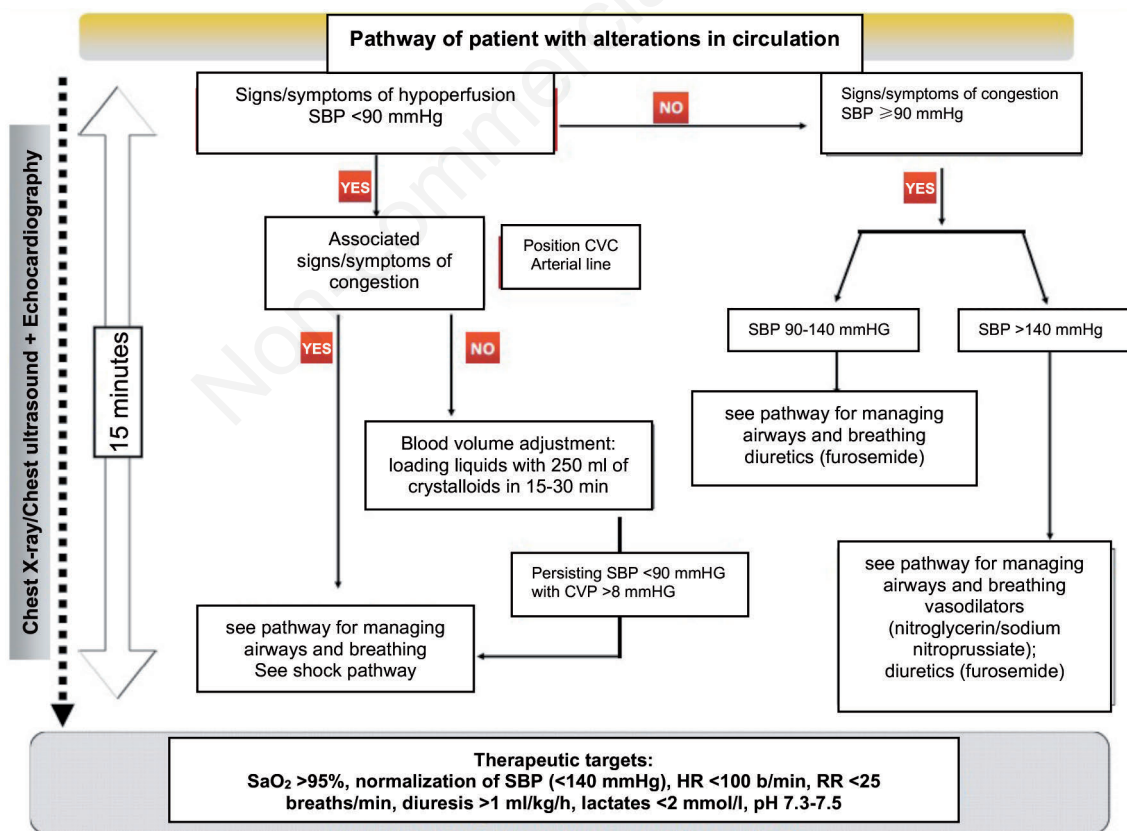 Pathway of patient with alterations in circulation
Signs/symptoms of hypoperfusion
SBP <90 mmHg
NO
Signs/symptoms of congestion
SBP ≥90 mmHg
YES
YES
Associated
signs/symptoms of
congestion
Position CVC
Arterial line
SBP 90-140 mmHG
SBP >140 mmHg
YES
NO
see pathway for managing
airways and breathing
diuretics (furosemide)
Blood volume adjustment:
loading liquids with 250 ml of
crystalloids in 15-30 min
Persisting SBP <90 mmHG
with CVP >8 mmHG
see pathway for managing
airways and breathing
vasodilators
(nitroglycerin/sodium
nitroprussiate);
diuretics (furosemide)
see pathway for managing
airways and breathing
See shock pathway
Chest X-ray/Chest ultrasound + Echocardiography
15 minutes
Therapeutic targets:
SaO₂ >95%, normalization of SBP (<140 mmHg), HR <100 b/min, RR <25
breaths/min, diuresis >1 ml/kg/h, lactates <2 mmol/l, pH 7.3-7.5